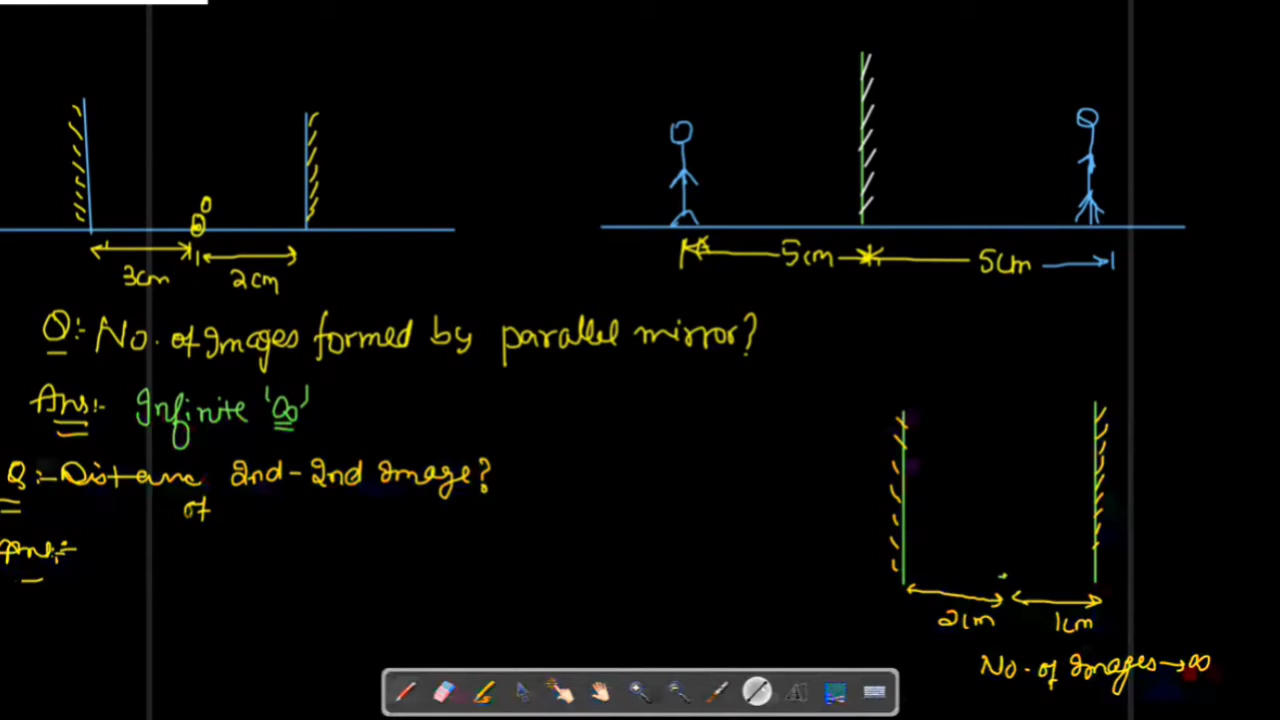 O
3cm
2cm
5cm
5cm
Q:- No. of Images formed by parallel mirror?
Ans:- Infinite '∞'
Q:- Distanc of 2nd-2nd Image?
Ans:-
2cm
1cm
No. of Images→∞
A